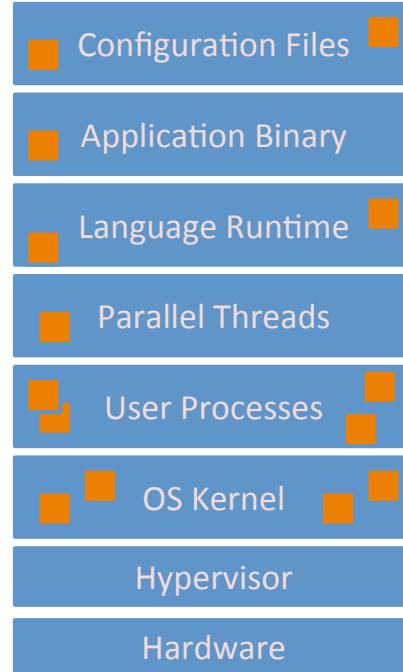 Configuration Files
Application Binary
Language Runtime
Parallel Threads
User Processes
OS Kernel
Hypervisor
Hardware